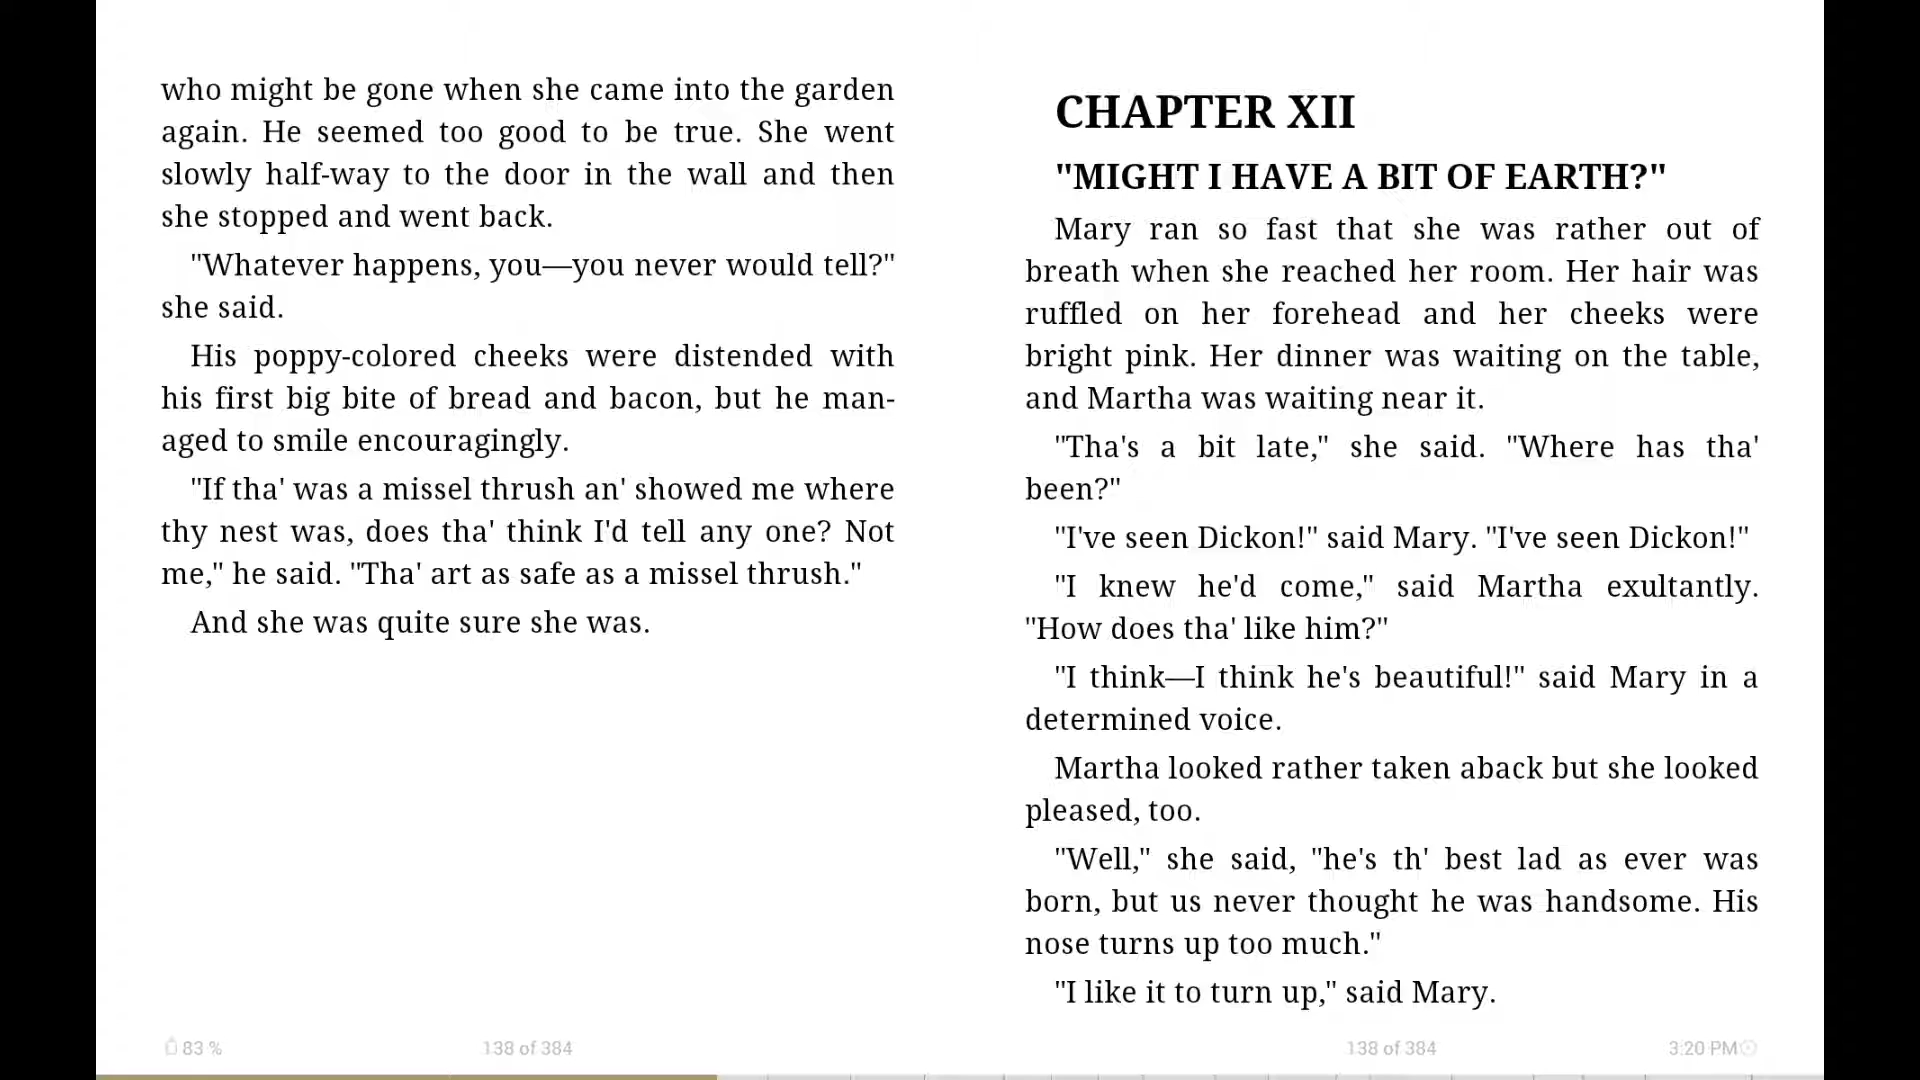 who might be gone when she came into the garden
again. He seemed too good to be true. She went
slowly half-way to the door in the wall and then
she stopped and went back.
"Whatever happens, you—you never would tell?"
she said.
His poppy-colored cheeks were distended with
his first big bite of bread and bacon, but he man-
aged to smile encouragingly.
"If tha' was a missel thrush an' showed me where
thy nest was, does tha' think I'd tell any one? Not
me," he said. "Tha' art as safe as a missel thrush."
And she was quite sure she was.
83 %
138 of 384
CHAPTER XII
"MIGHT I HAVE A BIT OF EARTH?"
Mary ran so fast that she was rather out of
breath when she reached her room. Her hair was
ruffled on her forehead and her cheeks were
bright pink. Her dinner was waiting on the table,
and Martha was waiting near it.
"Tha's a bit late," she said. "Where has tha'
been?"
"I've seen Dickon!" said Mary. "I've seen Dickon!"
"I knew he'd come," said Martha exultantly.
"How does tha' like him?"
"I think—I think he's beautiful!" said Mary in a
determined voice.
Martha looked rather taken aback but she looked
pleased, too.
"Well," she said, "he's th' best lad as ever was
born, but us never thought he was handsome. His
nose turns up too much."
"I like it to turn up," said Mary.
138 of 384
3:20 PM